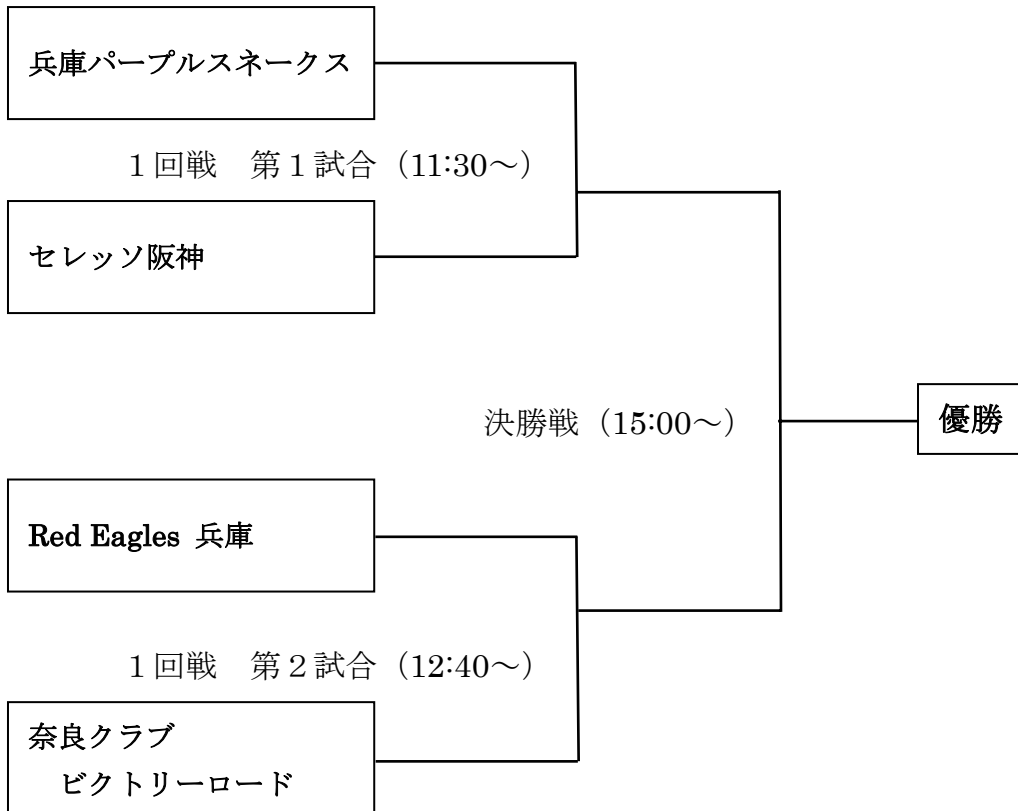 兵庫パープルスネークス
１回戦　第１試合（11:30～）
セレッソ阪神
決勝戦（15:00～）
優勝
Red Eagles 兵庫
１回戦　第２試合（12:40～）
奈良クラブ
ビクトリーロード